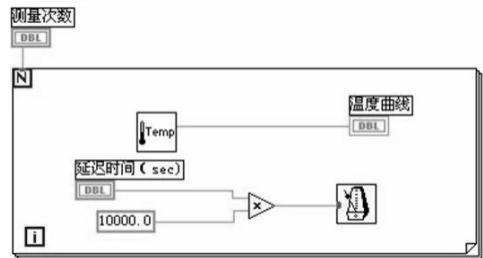 测量次数
DBL
N
温度曲线
DBL
Temp
延迟时间(sec)
DBL
×
10000.0
i